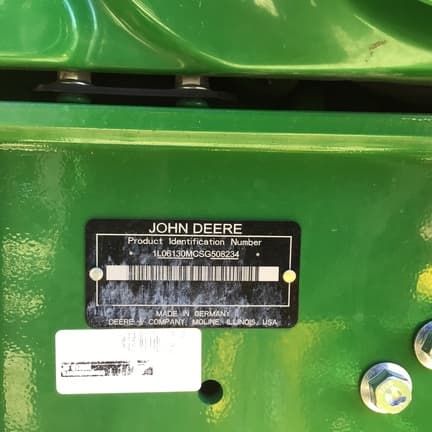 JOHN DEERE
Product Identification Number
1L06130MCSG508234
MADE IN GERMANY
DEERE & COMPANY, MOLINE, ILLINOIS, USA